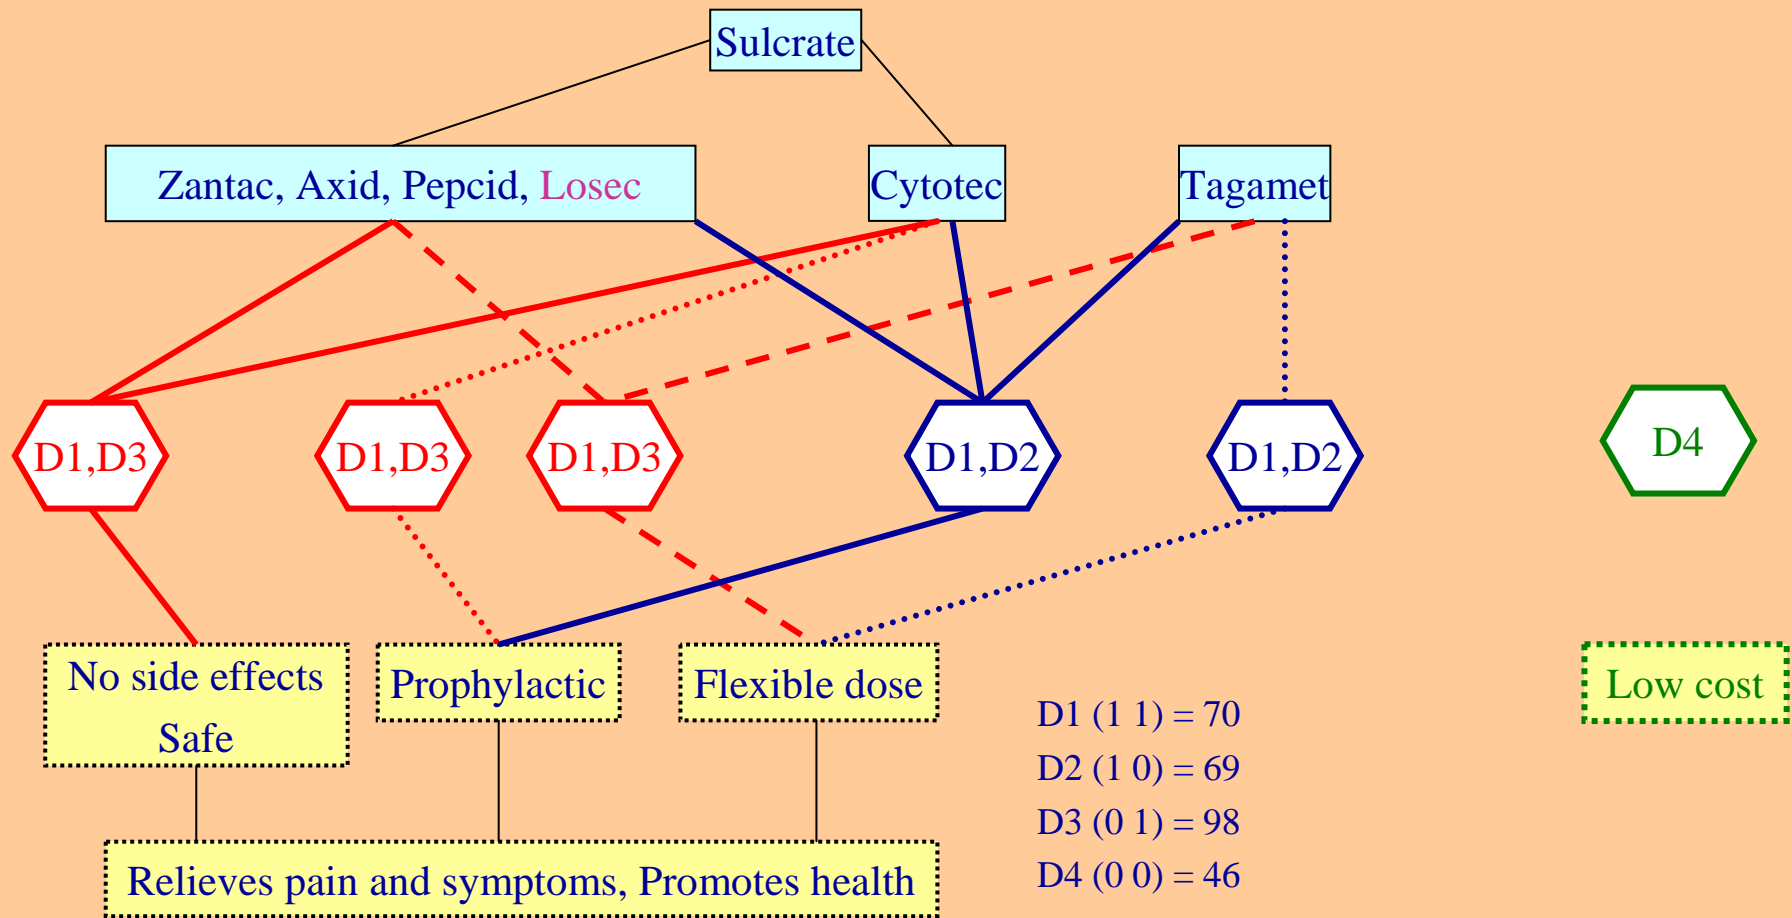 Sulcrate
Zantac, Axid, Pepcid, Losec
Cytotec
Tagamet
D1,D3
D1,D3
D1,D3
D1,D2
D1,D2
D4
No side effects
Safe
Prophylactic
Flexible dose
Low cost
D1 (1 1) = 70
D2 (1 0) = 69
D3 (0 1) = 98
D4 (0 0) = 46
Relieves pain and symptoms, Promotes health